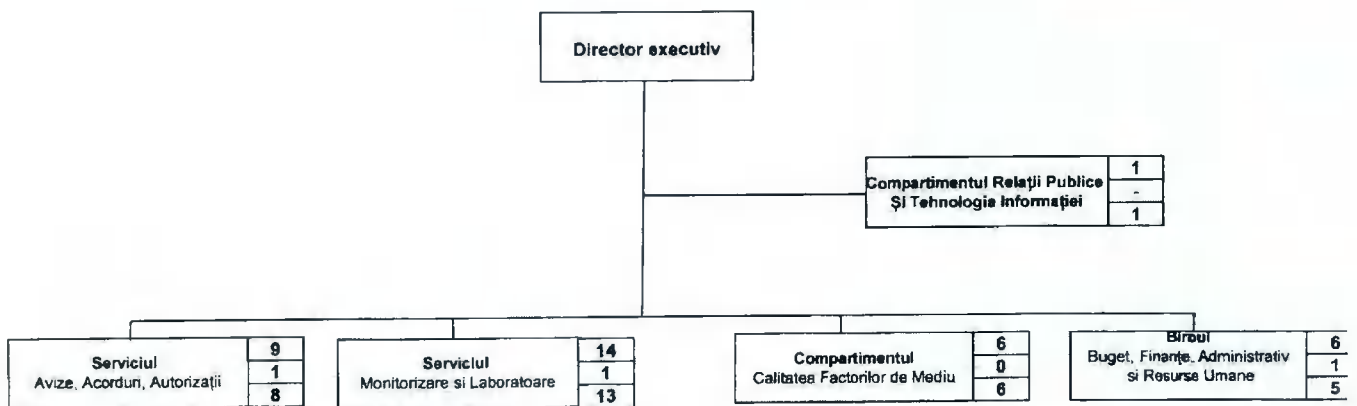 Director executiv
Compartimentul Relații Publice
Și Tehnologia Informației
1
-
1
Serviciul
Avize, Acorduri, Autorizații
9
1
8
Serviciul
Monitorizare si Laboratoare
14
1
13
Compartimentul
Calitatea Factorilor de Mediu
6
0
6
Biroul
Buget, Finanțe, Administrativ
si Resurse Umane
6
1
5